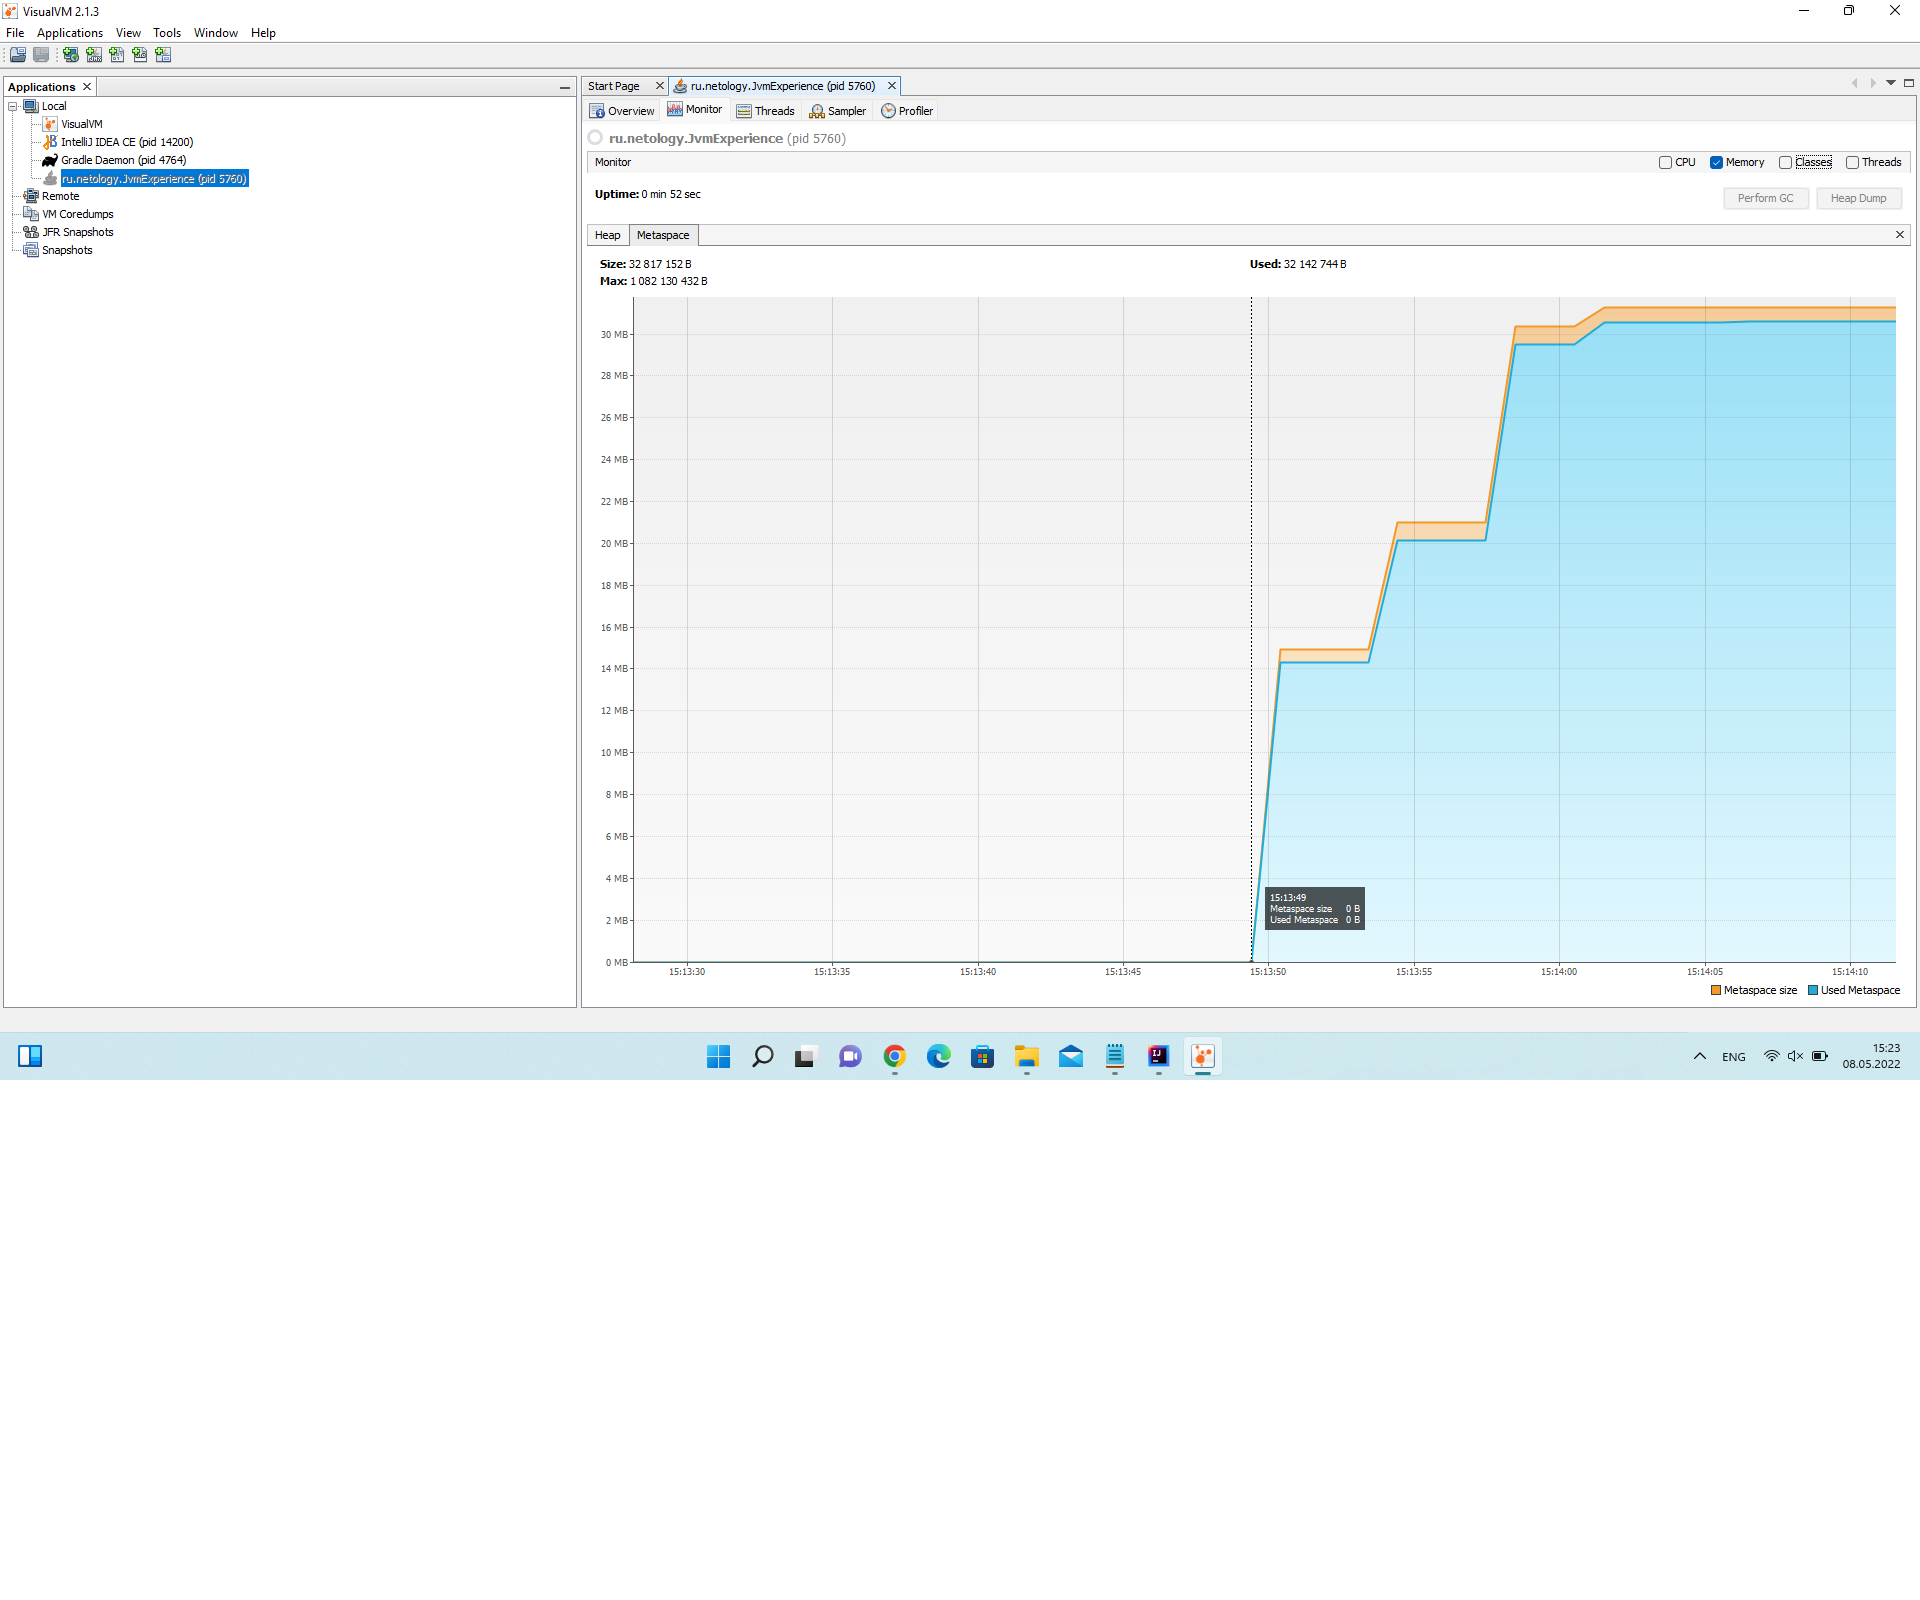 VisualVM 2.1.3
File Applications View Tools Window Help
Applications
Local
VisualVM
IntelliJ IDEA CE (pid 14200)
Gradle Daemon (pid 4764)
ru.netology.JvmExperience (pid 5760)
Remote
VM Coredumps
JFR Snapshots
Snapshots
Start Page ru.netology.JvmExperience (pid 5760)
Overview Monitor Threads Sampler Profiler
ru.netology.JvmExperience (pid 5760)
Monitor CPU Memory Classes Threads
Uptime: 0 min 52 sec
Perform GC Heap Dump
Heap Metaspace
Size: 32 817 152 B Used: 32 142 744 B
Max: 1 082 130 432 B
30 MB
28 MB
26 MB
24 MB
22 MB
20 MB
18 MB
16 MB
14 MB
12 MB
10 MB
8 MB
6 MB
4 MB
2 MB
0 MB
15:13:49
Metaspace size 0 B
Used Metaspace 0 B
15:13:30 15:13:35 15:13:40 15:13:45 15:13:50 15:13:55 15:14:00 15:14:05 15:14:10
Metaspace size Used Metaspace
ENG
15:23
08.05.2022